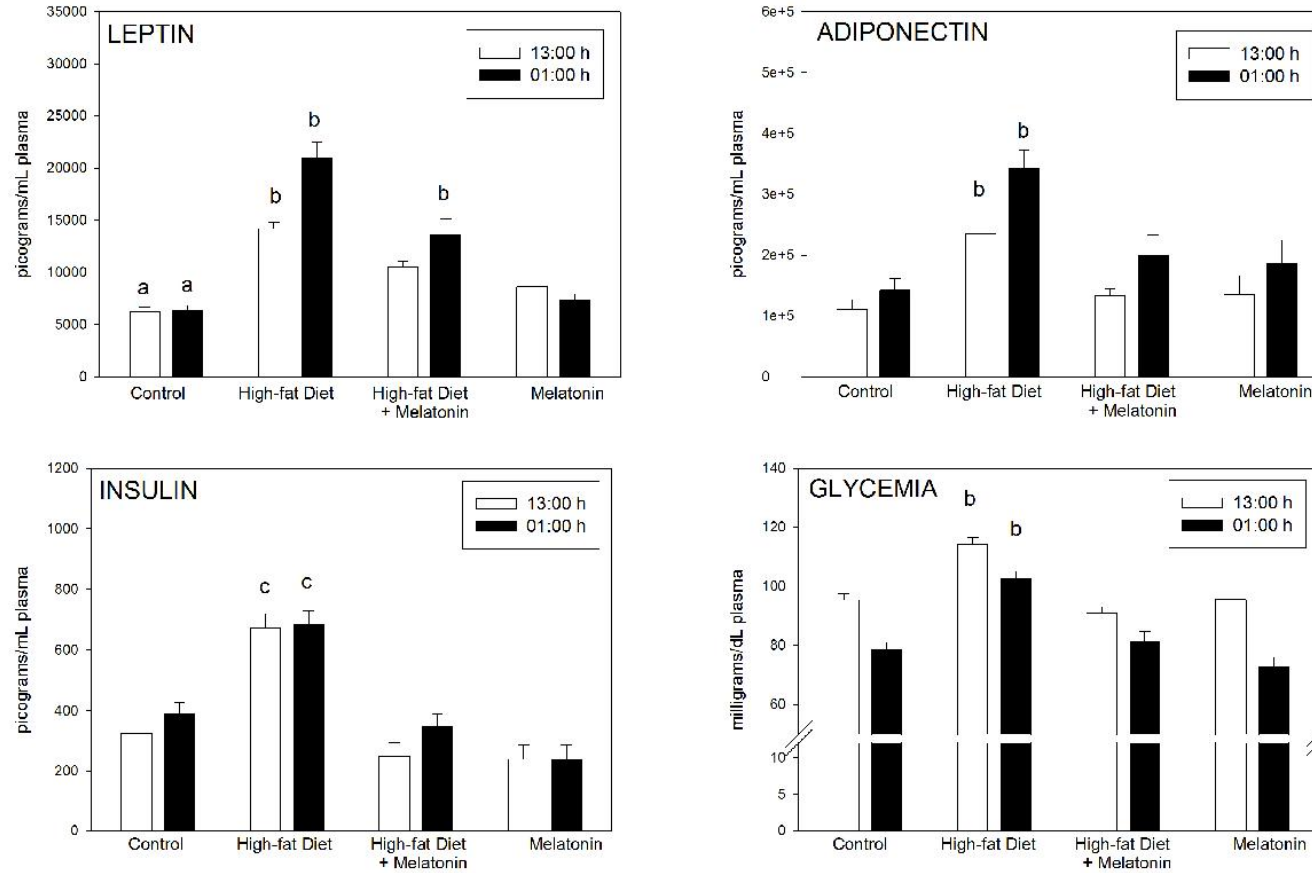 LEPTIN
13:00 h
01:00 h
picograms/mL plasma
35000
30000
25000
20000
15000
10000
5000
0
a
a
b
b
b
Control
High-fat Diet
High-fat Diet
+ Melatonin
Melatonin
ADIPONECTIN
13:00 h
01:00 h
picograms/mL plasma
6e+5
5e+5
4e+5
3e+5
2e+5
1e+5
0
b
b
Control
High-fat Diet
High-fat Diet
+ Melatonin
Melatonin
INSULIN
13:00 h
01:00 h
picograms/mL plasma
1200
1000
800
600
400
200
0
c
c
Control
High-fat Diet
High-fat Diet
+ Melatonin
Melatonin
GLYCEMIA
13:00 h
01:00 h
milligrams/dL plasma
140
120
100
80
60
10
5
0
b
b
Control
High-fat Diet
High-fat Diet
+ Melatonin
Melatonin